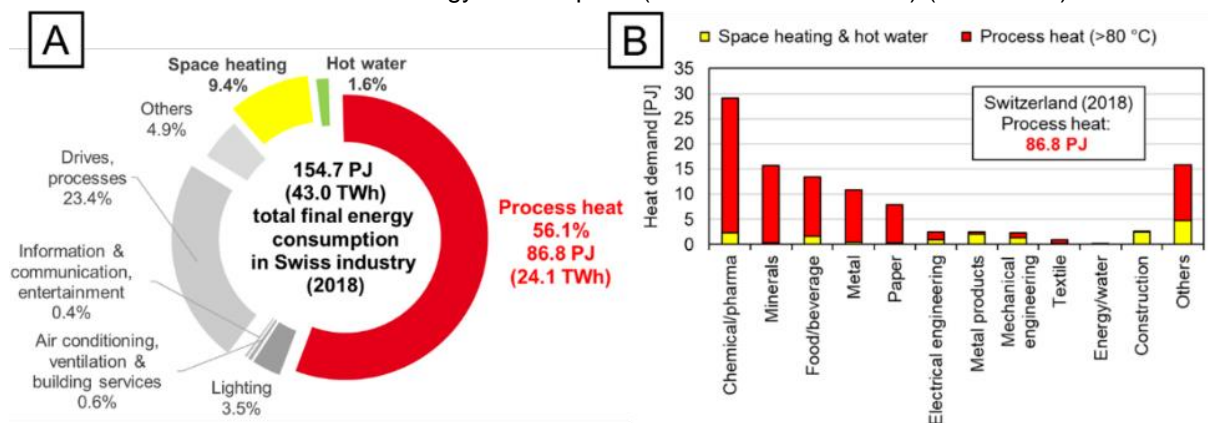 A
Space heating
9.4%
Hot water
1.6%
Others
4.9%
Drives,
processes
23.4%
Information &
communication,
entertainment
0.4%
Air conditioning,
ventilation &
building services
0.6%
Lighting
3.5%
154.7 PJ
(43.0 TWh)
total final energy
consumption
in Swiss industry
(2018)
Process heat
56.1%
86.8 PJ
(24.1 TWh)
B
Space heating & hot water
Process heat (>80 °C)
Heat demand [PJ]
35
30
25
20
15
10
5
0
Switzerland (2018)
Process heat:
86.8 PJ
Chemical/pharma
Minerals
Food/beverage
Metal
Paper
Electrical engineering
Metal products
Mechanical
engineering
Textile
Energy/water
Construction
Others